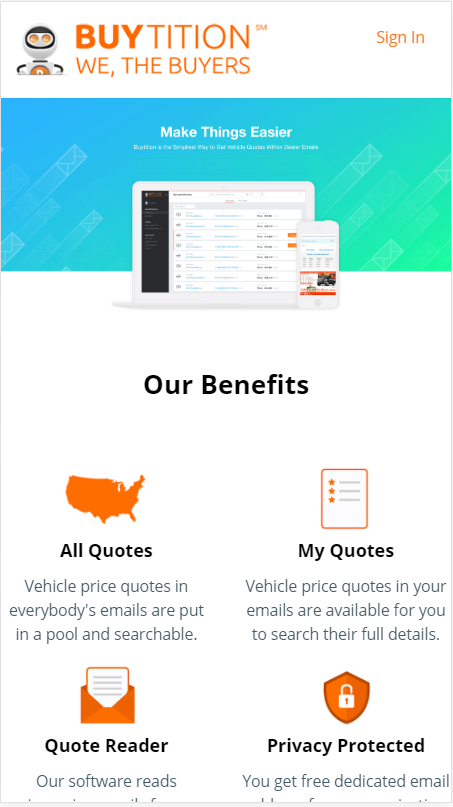 BUYTITION SM
WE, THE BUYERS
Sign In
Make Things Easier
Buytition is the Simplest Way to Get Vehicle Quotes Within Dealer Emails
Our Benefits
All Quotes
Vehicle price quotes in
everybody's emails are put
in a pool and searchable.
My Quotes
Vehicle price quotes in your
emails are available for you
to search their full details.
Quote Reader
Our software reads
Privacy Protected
You get free dedicated email